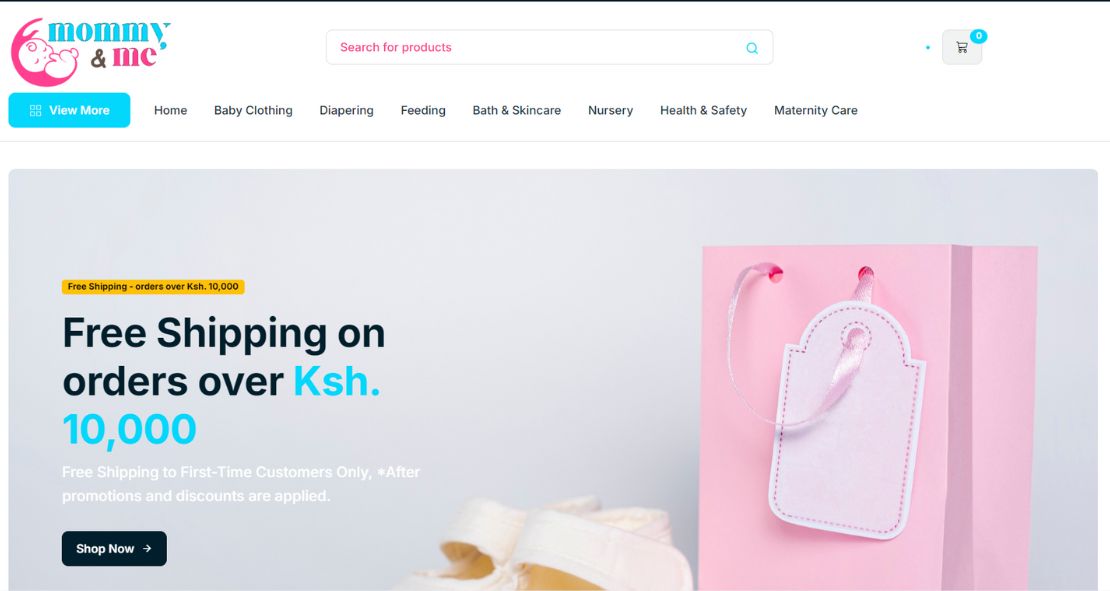 mommy
& me
Search for products
0
View More
Home
Baby Clothing
Diapering
Feeding
Bath & Skincare
Nursery
Health & Safety
Maternity Care
Free Shipping - orders over Ksh. 10,000
Free Shipping on
orders over Ksh.
10,000
Free Shipping to First-Time Customers Only, *After
promotions and discounts are applied.
Shop Now →